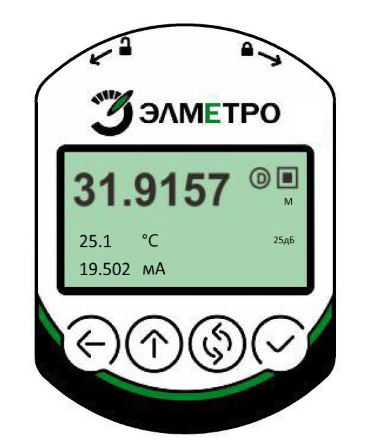 ЭЛМЕТРО
31.9157 D
м
25.1 °C 25дБ
19.502 мА